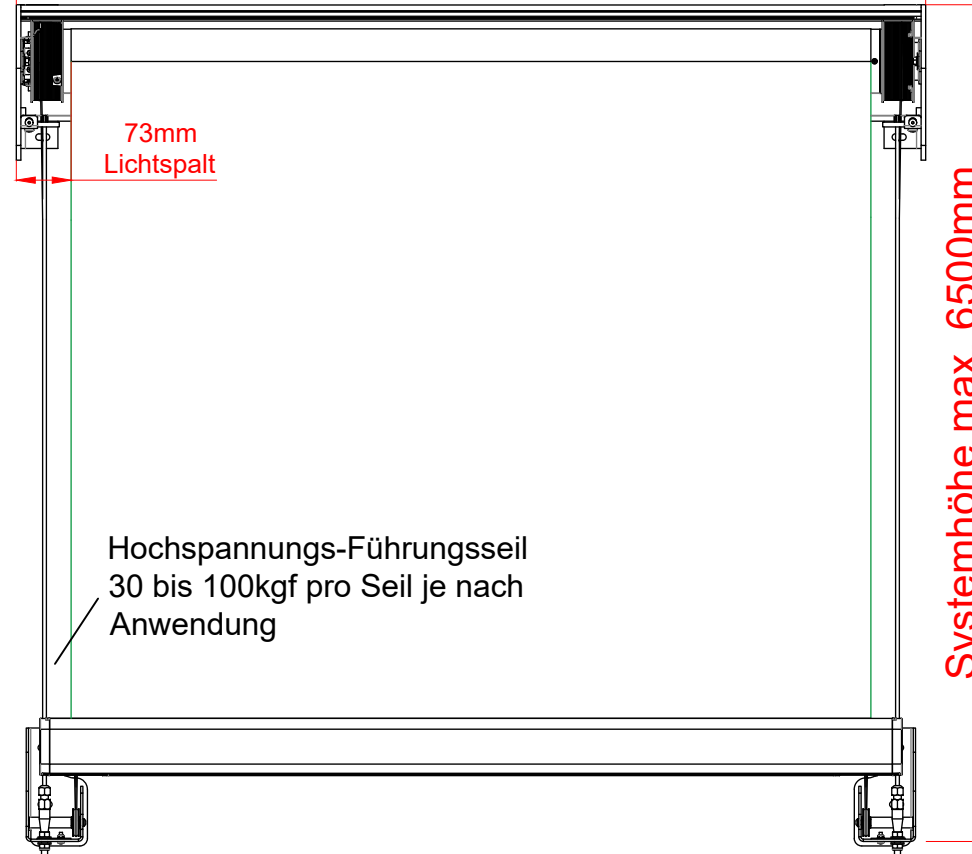 73mm
Lichtspalt
Hochspannungs-Führungsseil
30 bis 100kgf pro Seil je nach
Anwendung
Systemhöhe max 6500mm